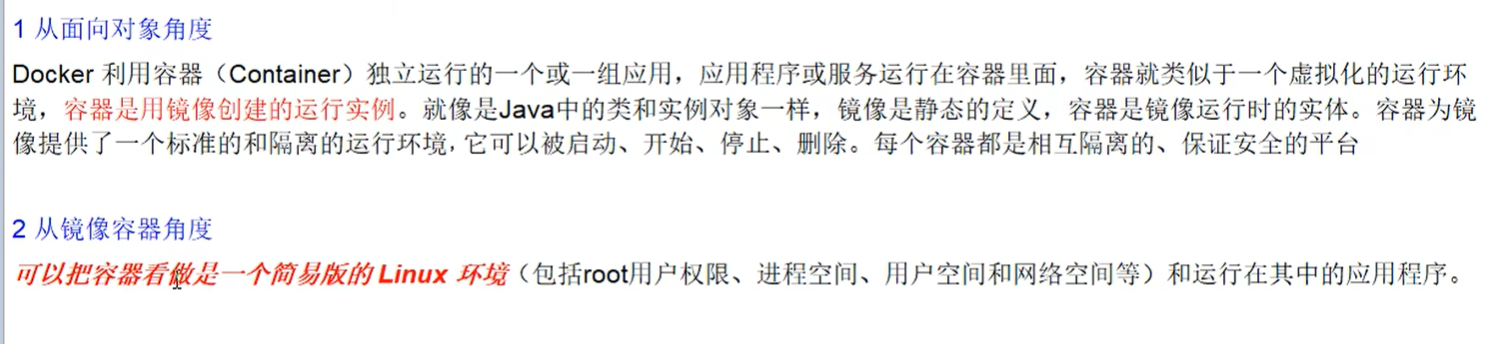 1 从面向对象角度
Docker 利用容器（Container）独立运行的一个或一组应用，应用程序或服务运行在容器里面，容器就类似于一个虚拟化的运行环
境，容器是用镜像创建的运行实例。就像是Java中的类和实例对象一样，镜像是静态的定义，容器是镜像运行时的实体。容器为镜
像提供了一个标准的和隔离的运行环境，它可以被启动、开始、停止、删除。每个容器都是相互隔离的、保证安全的平台
2 从镜像容器角度
可以把容器看做是一个简易版的 Linux 环境（包括root用户权限、进程空间、用户空间和网络空间等）和运行在其中的应用程序。